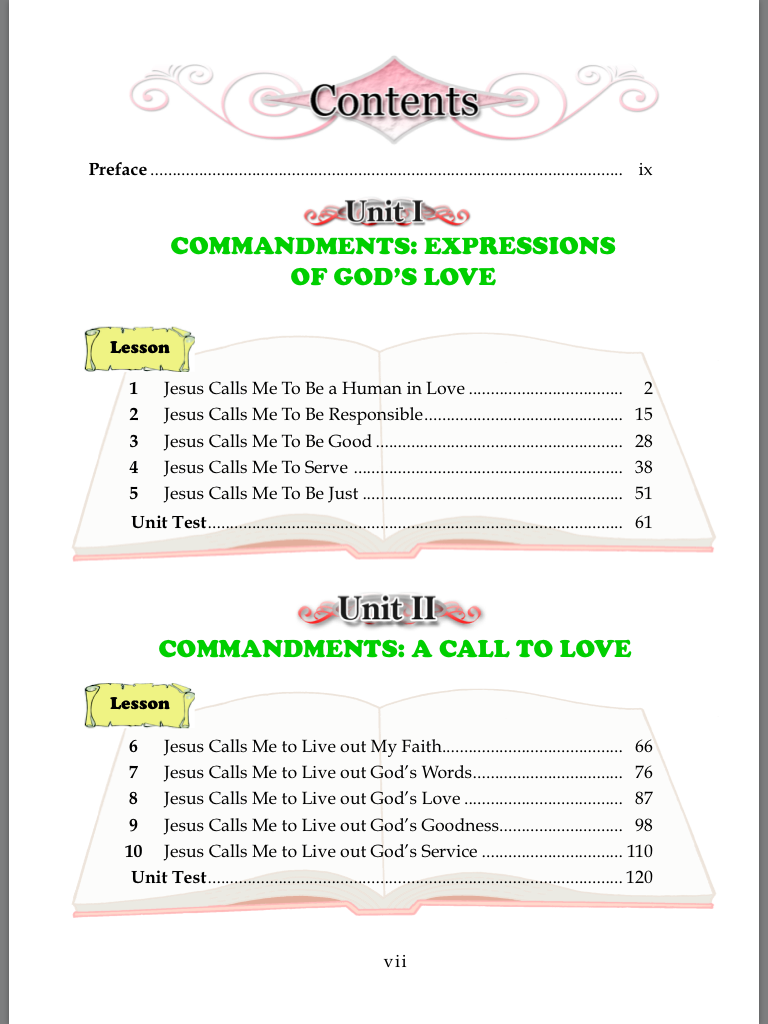 Contents
Preface ........................................................................................................... ix
Unit I
COMMANDMENTS: EXPRESSIONS
OF GOD’S LOVE
Lesson
1 Jesus Calls Me To Be a Human in Love ................................... 2
2 Jesus Calls Me To Be Responsible............................................. 15
3 Jesus Calls Me To Be Good ........................................................ 28
4 Jesus Calls Me To Serve ............................................................. 38
5 Jesus Calls Me To Be Just ........................................................... 51
Unit Test.............................................................................................. 61
Unit II
COMMANDMENTS: A CALL TO LOVE
Lesson
6 Jesus Calls Me to Live out My Faith......................................... 66
7 Jesus Calls Me to Live out God’s Words.................................. 76
8 Jesus Calls Me to Live out God’s Love .................................... 87
9 Jesus Calls Me to Live out God’s Goodness............................ 98
10 Jesus Calls Me to Live out God’s Service ................................ 110
Unit Test.............................................................................................. 120
vii